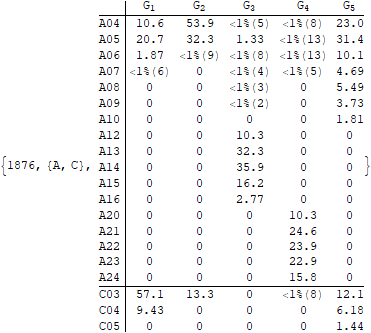 G1 G2 G3 G4 G5
A04 10.6 53.9 <1%(5) <1%(8) 23.0
A05 20.7 32.3 1.33 <1%(13) 31.4
A06 1.87 <1%(9) <1%(8) <1%(13) 10.1
A07 <1%(6) 0 <1%(4) <1%(5) 4.69
A08 0 0 <1%(3) 0 5.49
A09 0 0 <1%(2) 0 3.73
A10 0 0 0 0 1.81
A12 0 0 10.3 0 0
A13 0 0 32.3 0 0
{1876, {A, C}, A14 0 0 35.9 0 0 }
A15 0 0 16.2 0 0
A16 0 0 2.77 0 0
A20 0 0 0 10.3 0
A21 0 0 0 24.6 0
A22 0 0 0 23.9 0
A23 0 0 0 22.9 0
A24 0 0 0 15.8 0
C03 57.1 13.3 0 <1%(8) 12.1
C04 9.43 0 0 0 6.18
C05 0 0 0 0 1.44